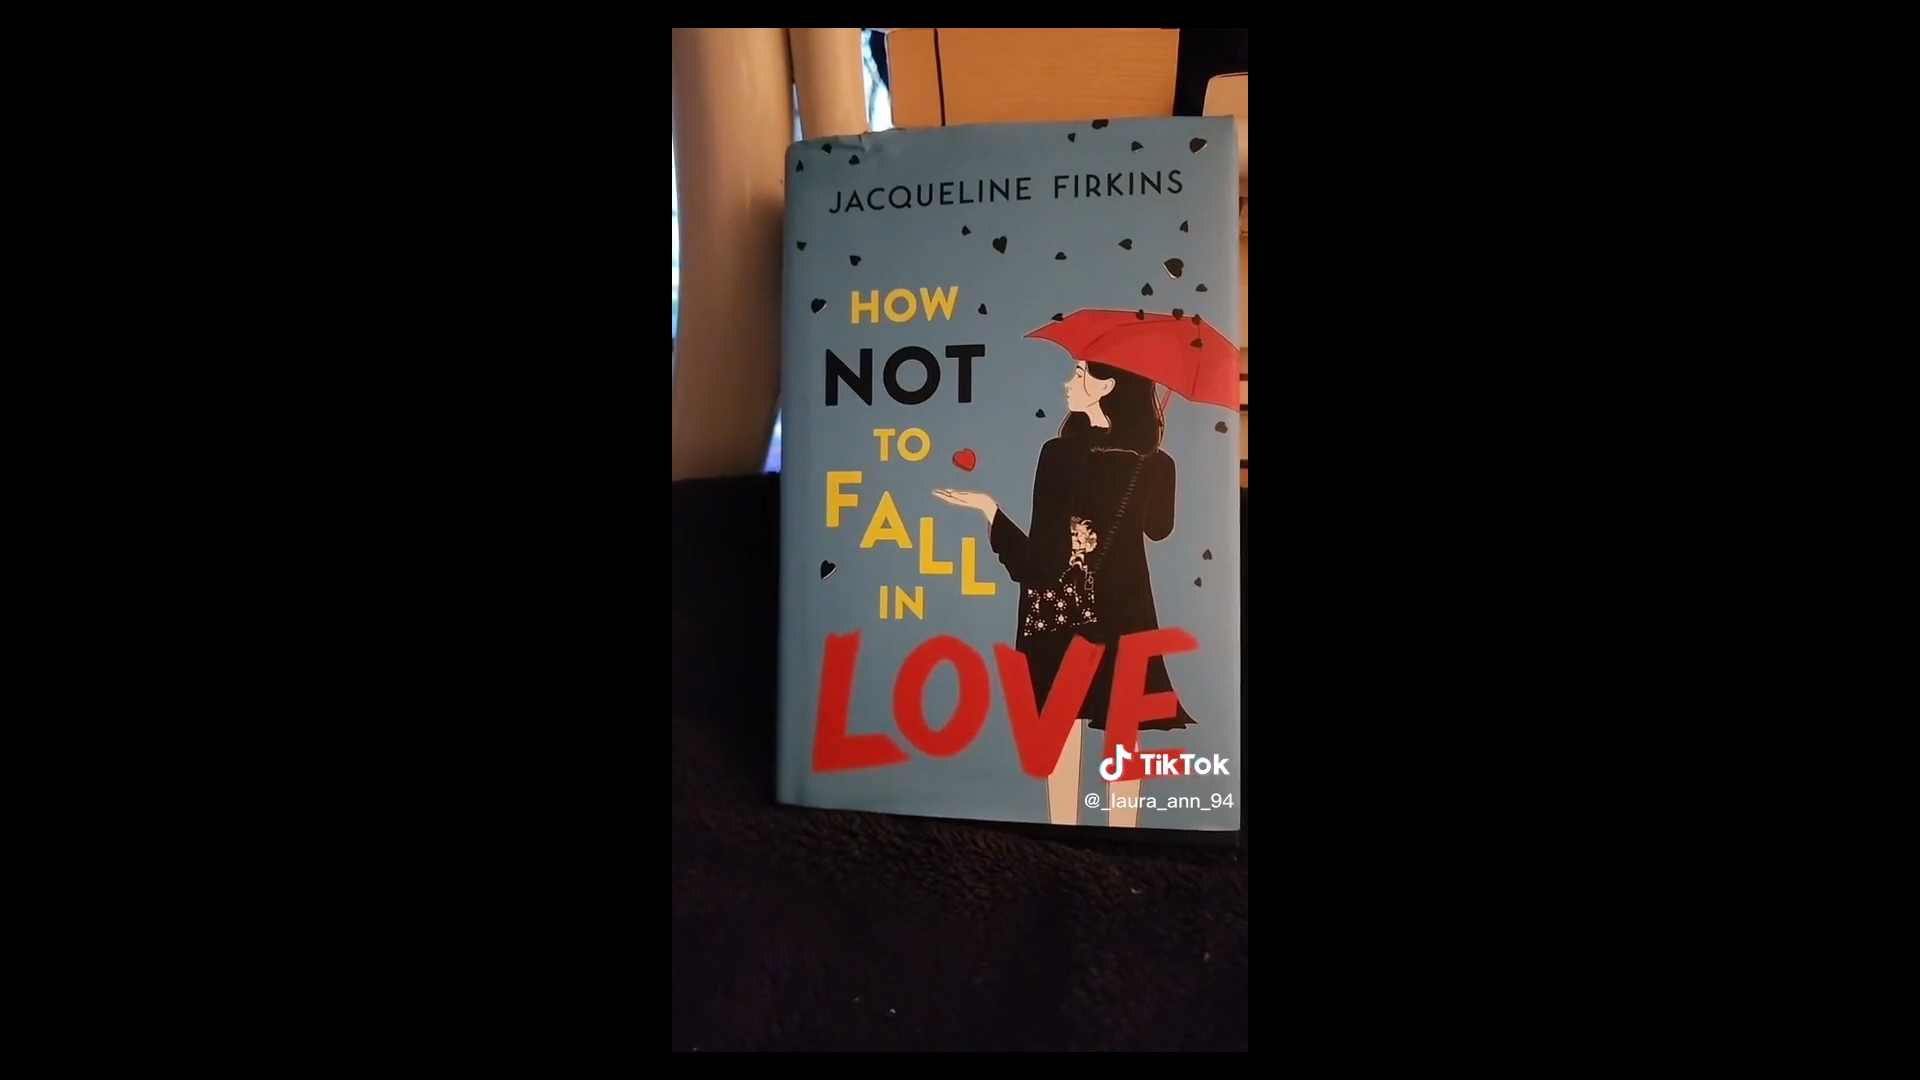 JACQUELINE FIRKINS
HOW
NOT
TO
FALL
IN
LOVE
TikTok
@_laura_ann_94